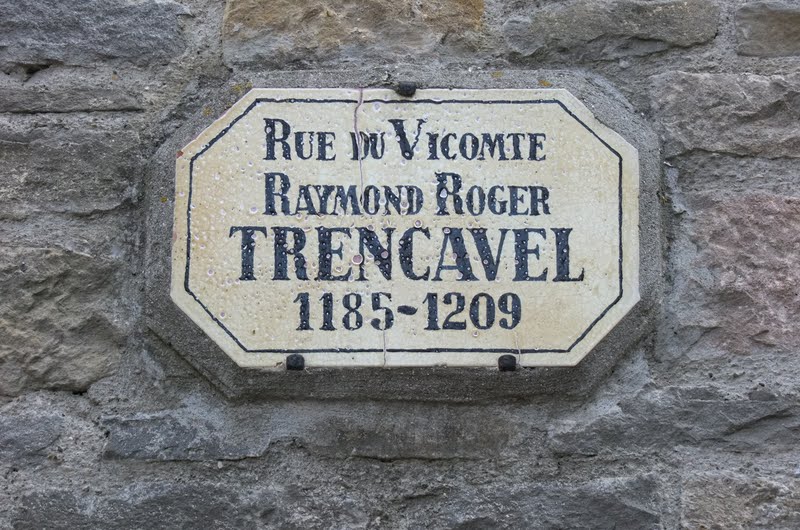 RUE DU VICOMTE
RAYMOND ROGER
TRENCAVEL
1185-1209